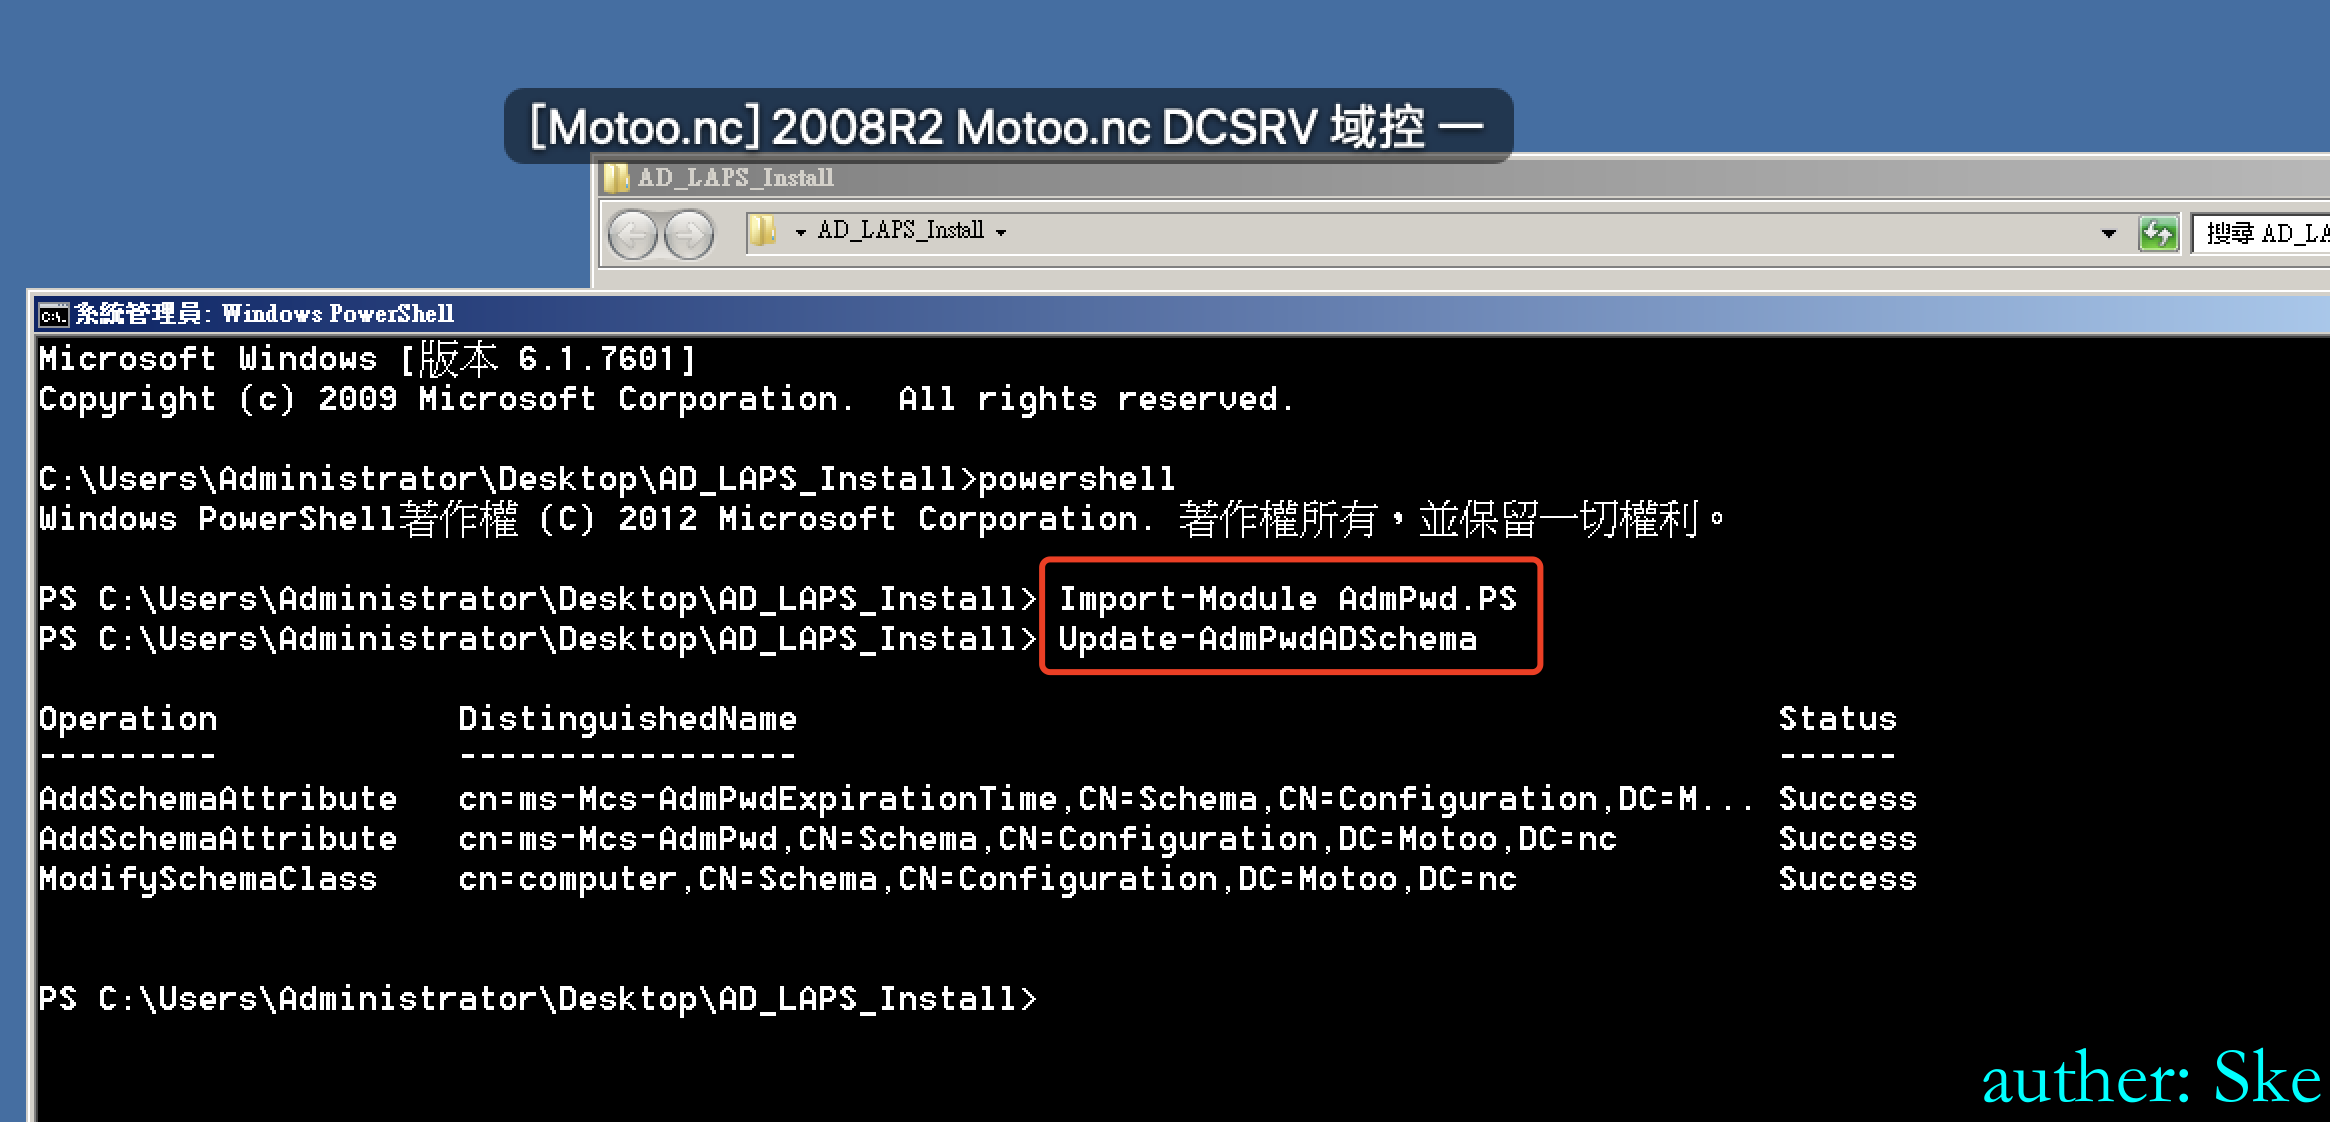 [Motoo.nc] 2008R2 Motoo.nc DCSRV 域控 —
AD_LAPS_Install
AD_LAPS_Install
搜尋 AD_LA
系統管理員: Windows PowerShell
Microsoft Windows [版本 6.1.7601]
Copyright (c) 2009 Microsoft Corporation.  All rights reserved.
C:\Users\Administrator\Desktop\AD_LAPS_Install>powershell
Windows PowerShell著作權 (C) 2012 Microsoft Corporation. 著作權所有，並保留一切權利。
PS C:\Users\Administrator\Desktop\AD_LAPS_Install> Import-Module AdmPwd.PS
PS C:\Users\Administrator\Desktop\AD_LAPS_Install> Update-AdmPwdADSchema
Operation DistinguishedName Status
--------- ----------------- ------
AddSchemaAttribute cn=ms-Mcs-AdmPwdExpirationTime,CN=Schema,CN=Configuration,DC=M... Success
AddSchemaAttribute cn=ms-Mcs-AdmPwd,CN=Schema,CN=Configuration,DC=Motoo,DC=nc Success
ModifySchemaClass cn=computer,CN=Schema,CN=Configuration,DC=Motoo,DC=nc Success
PS C:\Users\Administrator\Desktop\AD_LAPS_Install>
auther: Ske